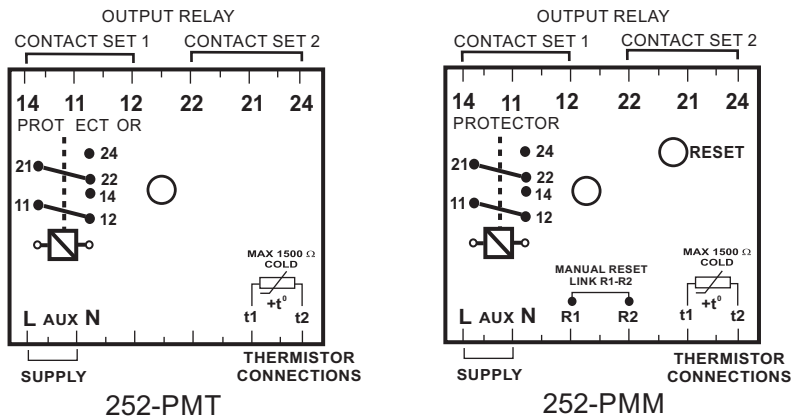 OUTPUT RELAY
CONTACT SET 1 CONTACT SET 2
14 11 12 22 21 24
PROT ECT OR
24
21
22
14
11
12
MAX 1500 Ω
COLD
+t°
L AUX N t1 t2
SUPPLY
THERMISTOR
CONNECTIONS
252-PMT
OUTPUT RELAY
CONTACT SET 1 CONTACT SET 2
14 11 12 22 21 24
PROTECTOR
24
RESET
21
22
14
11
12
MAX 1500 Ω
COLD
MANUAL RESET
LINK R1-R2
+t°
L AUX N R1 R2 t1 t2
SUPPLY
THERMISTOR
CONNECTIONS
252-PMM